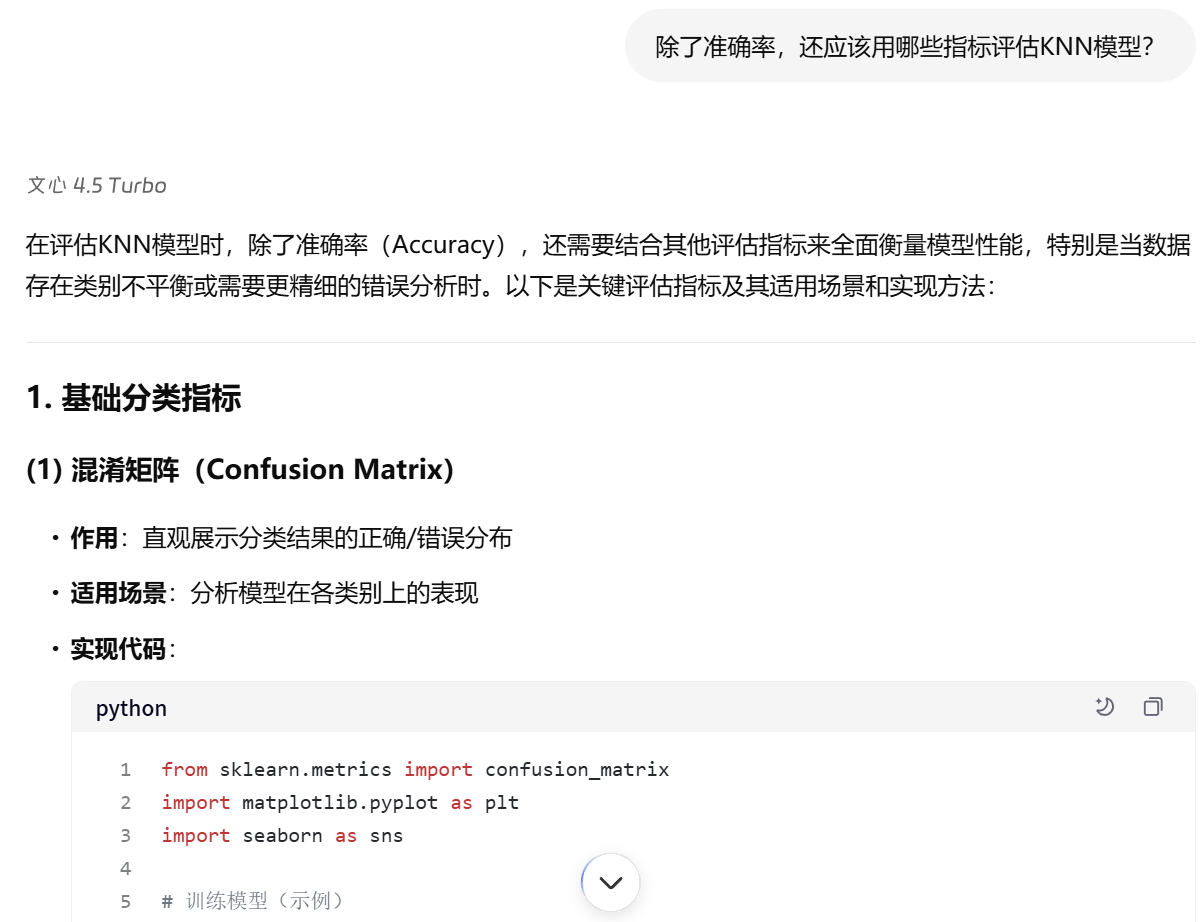 除了准确率，还应该用哪些指标评估KNN模型？
文心 4.5 Turbo
在评估KNN模型时，除了准确率（Accuracy），还需要结合其他评估指标来全面衡量模型性能，特别是当数据
存在类别不平衡或需要更精细的错误分析时。以下是关键评估指标及其适用场景和实现方法：
1. 基础分类指标
(1) 混淆矩阵（Confusion Matrix）
• 作用：直观展示分类结果的正确/错误分布
• 适用场景：分析模型在各类别上的表现
• 实现代码：
python
1 from sklearn.metrics import confusion_matrix
2 import matplotlib.pyplot as plt
3 import seaborn as sns
4
5 # 训练模型（示例）